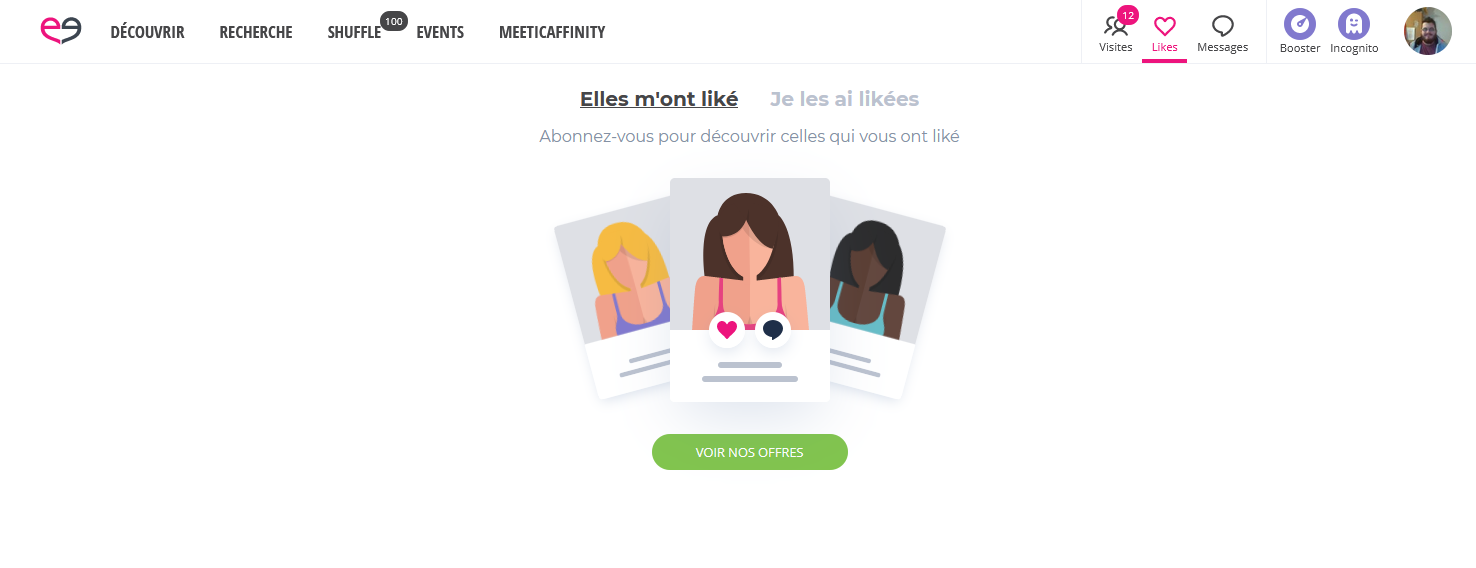 DÉCOUVRIR
RECHERCHE
SHUFFLE
100
EVENTS
MEETICAFFINITY
12
Visites
Likes
Messages
Booster
Incognito
Elles m'ont liké
Je les ai likées
Abonnez-vous pour découvrir celles qui vous ont liké
VOIR NOS OFFRES